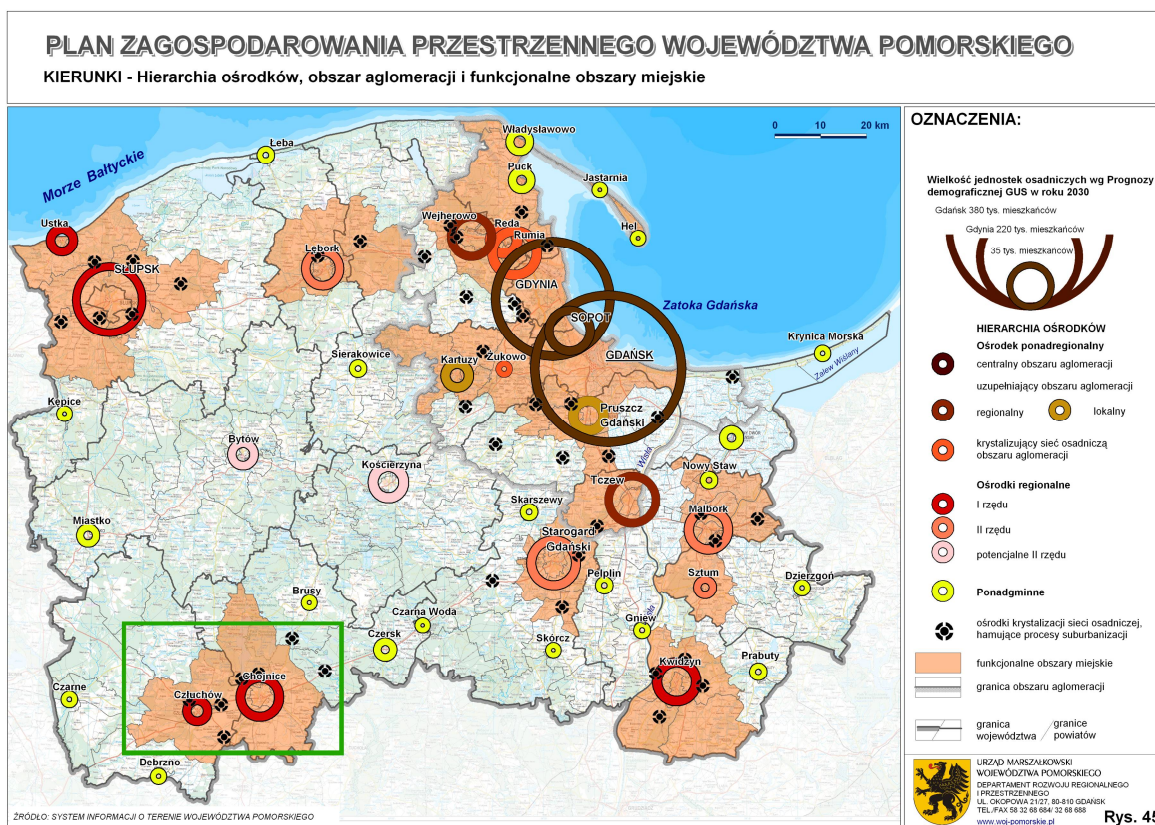 PLAN ZAGOSPODAROWANIA PRZESTRZENNEGO WOJEWÓDZTWA POMORSKIEGO
KIERUNKI - Hierarchia ośrodków, obszar aglomeracji i funkcjonalne obszary miejskie
0 10 20 km
Morze Bałtyckie
Łeba
Władysławowo
Puck
Jastarnia
Hel
Ustka
Wejherowo
Reda
Rumia
Lębork
SŁUPSK
GDYNIA
Zatoka Gdańska
SOPOT
Krynica Morska
Zalew Wiślany
Sierakowice
Kartuzy
Żukowo
GDAŃSK
Kępice
Pruszcz
Gdański
Bytów
Kościerzyna
Wisła
Nowy Staw
Tczew
Skarszewy
Malbork
Miastko
Starogard
Gdański
Pelplin
Sztum
Dzierzgoń
Brusy
Czarna Woda
Gniew
Czersk
Skórcz
Kwidzyn
Prabuty
Czarne
Człuchów
Chojnice
Debrzno
ŹRÓDŁO: SYSTEM INFORMACJI O TERENIE WOJEWÓDZTWA POMORSKIEGO
OZNACZENIA:
Wielkość jednostek osadniczych wg Prognozy
demograficznej GUS w roku 2030
Gdańsk 380 tys. mieszkańców
Gdynia 220 tys. mieszkańców
35 tys. mieszkańców
HIERARCHIA OŚRODKÓW
Ośrodek ponadregionalny
centralny obszaru aglomeracji
uzupełniający obszaru aglomeracji
regionalny lokalny
krystalizujący sieć osadniczą
obszaru aglomeracji
Ośrodki regionalne
I rzędu
II rzędu
potencjalne II rzędu
Ponadgminne
ośrodki krystalizacji sieci osadniczej,
hamujące procesy suburbanizacji
funkcjonalne obszary miejskie
granica obszaru aglomeracji
granica
województwa
granice
powiatów
URZĄD MARSZAŁKOWSKI
WOJEWÓDZTWA POMORSKIEGO
DEPARTAMENT ROZWOJU REGIONALNEGO
I PRZESTRZENNEGO
UL. OKOPOWA 21/27, 80-810 GDAŃSK
TEL./FAX 58 32 68 684/ 32 68 688
www.woj-pomorskie.pl
Rys. 45